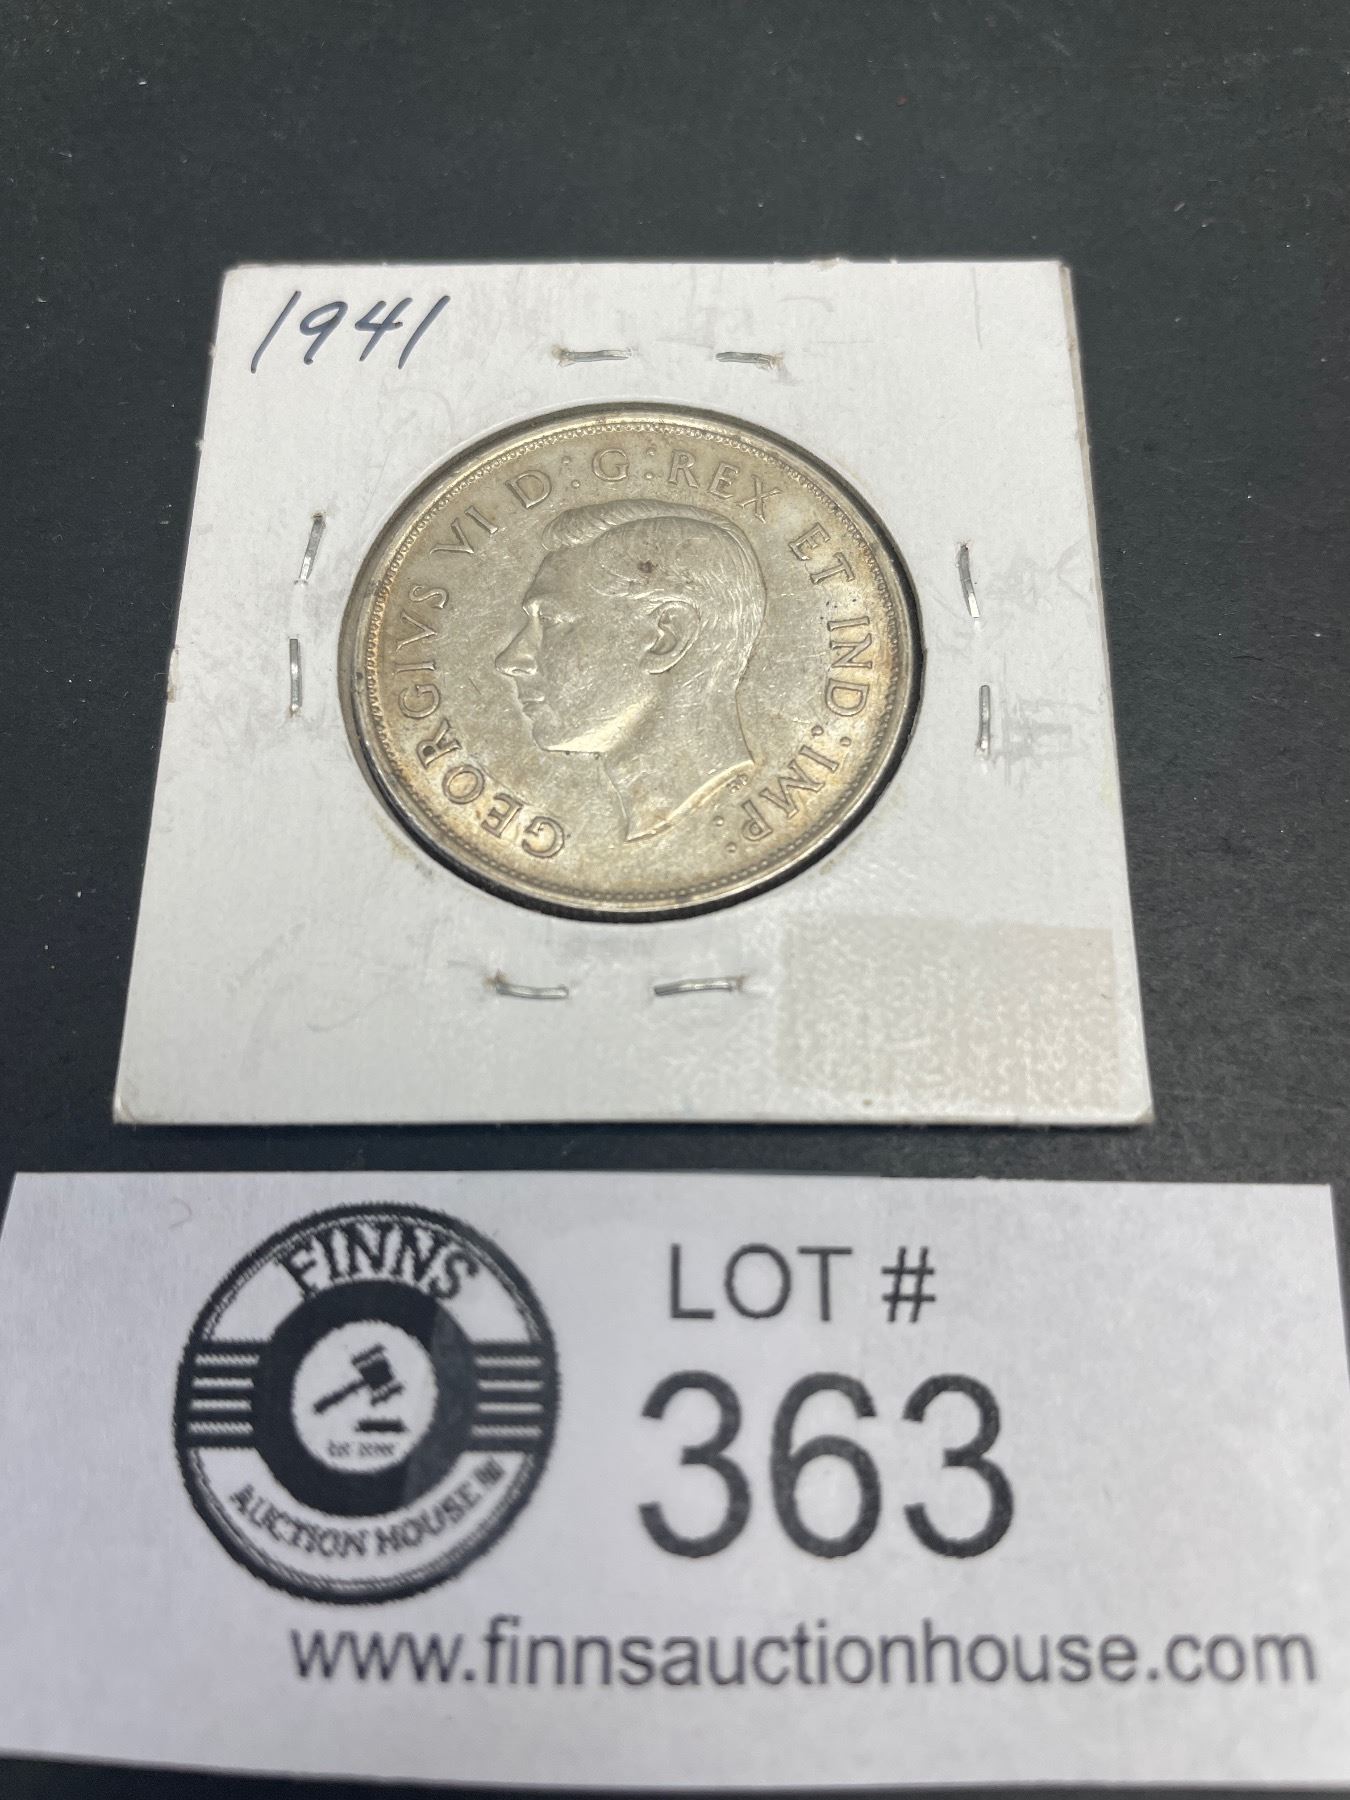 1941
GEORGIVS VI D:G:REX ET IND:IMP:
FINNS
AUCTION HOUSE
LOT #
363
www.finnsauctionhouse.com